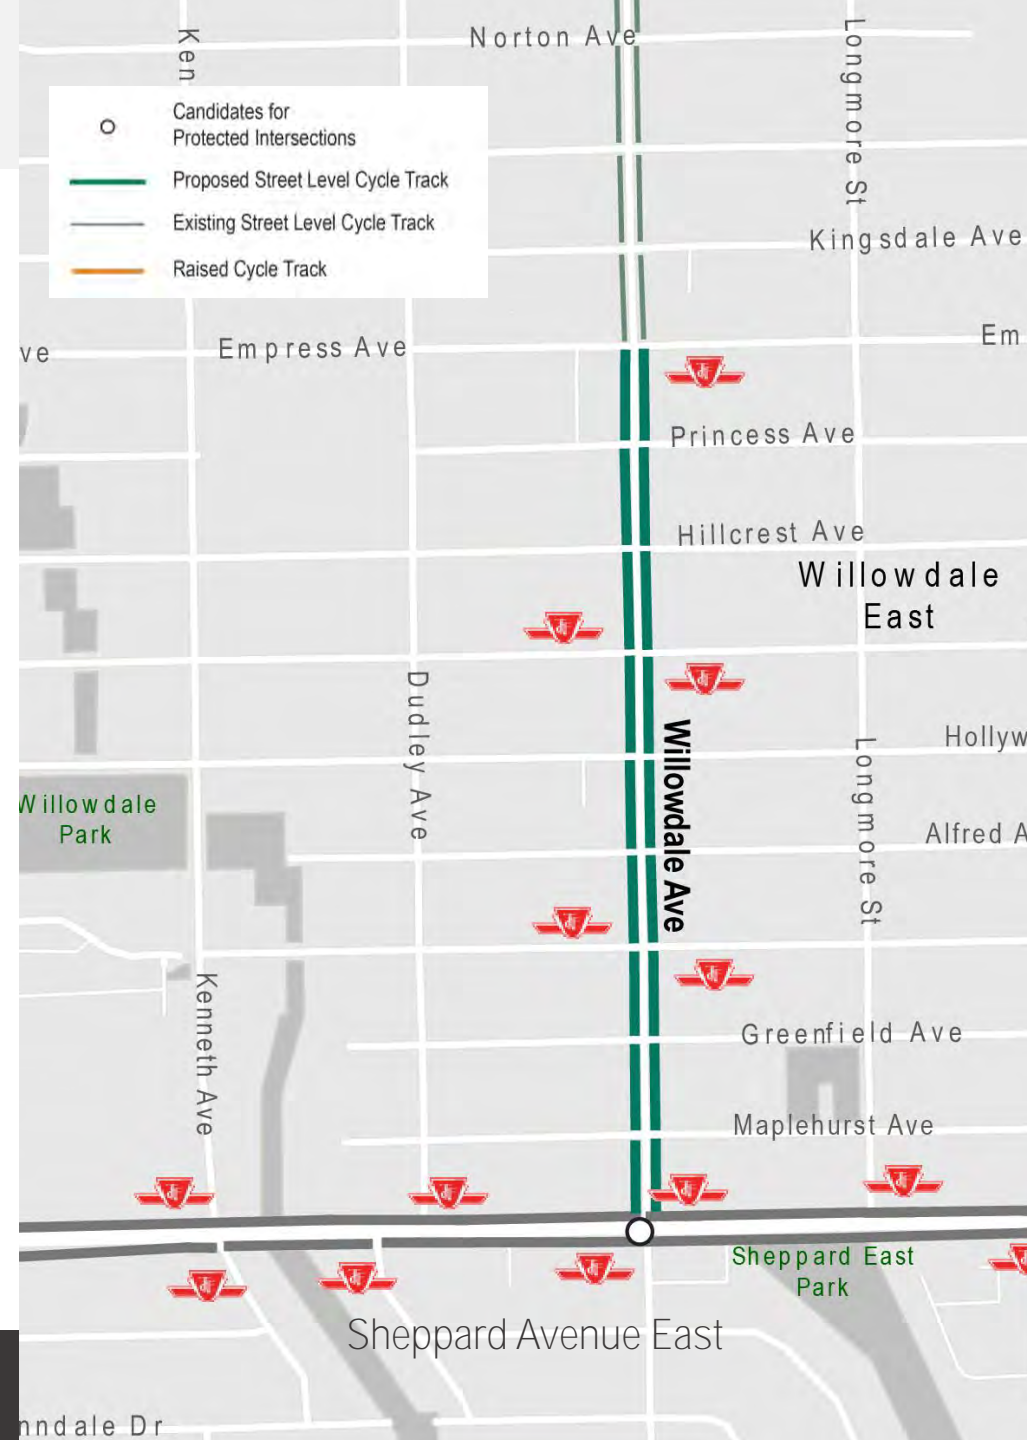 Norton Ave
Ken
Longmore St
Candidates for
Protected Intersections
Proposed Street Level Cycle Track
Existing Street Level Cycle Track
Raised Cycle Track
Kingsdale Ave
ve
Empress Ave
Em
Princess Ave
Hillcrest Ave
Willowdale
East
Dudley Ave
Willowdale Ave
Longmore St
Hollyw
Willowdale
Park
Alfred A
Kenneth Ave
Greenfield Ave
Maplehurst Ave
Sheppard East
Park
Sheppard Avenue East
nndale Dr